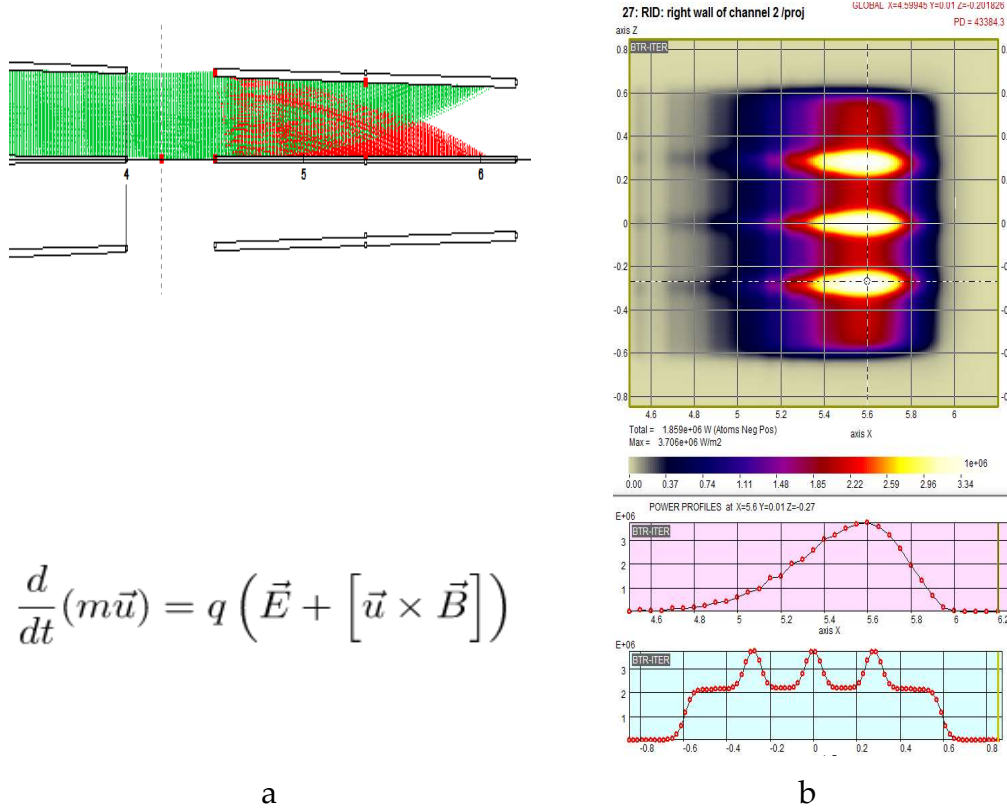 4
5
6
d/dt (m\vec{u}) = q ( \vec{E} + [ \vec{u} × \vec{B} ] )
a
27: RID: right wall of channel 2 /proj
GLOBAL X=4.59945 Y=0.01 Z=-0.201826
PD = 43384.3
axis Z
BTR-ITER
0.8
0.6
0.4
0.2
0
-0.2
-0.4
-0.6
-0.8
4.6 4.8 5 5.2 5.4 5.6 5.8 6
Total = 1.859e+06 W (Atoms Neg Pos)
axis X
Max = 3.706e+06 W/m2
1e+06
0.00 0.37 0.74 1.11 1.48 1.85 2.22 2.59 2.96 3.34
POWER PROFILES at X=5.6 Y=0.01 Z=-0.27
E+06
BTR-ITER
3
2
1
4.6 4.8 5 5.2 5.4 5.6 5.8 6 6.2
axis X
E+06
BTR-ITER
3
2
1
-0.8 -0.6 -0.4 -0.2 0 0.2 0.4 0.6 0.8
b